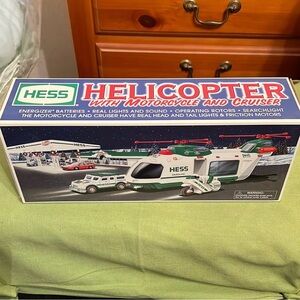 HESS
HELICOPTER
WITH MOTORCYCLE AND CRUISER
ENERGIZER BATTERIES • REAL LIGHTS AND SOUND • OPERATING ROTORS • SEARCHLIGHT
THE MOTORCYCLE AND CRUISER HAVE REAL HEAD AND TAIL LIGHTS & FRICTION MOTORS
HESS